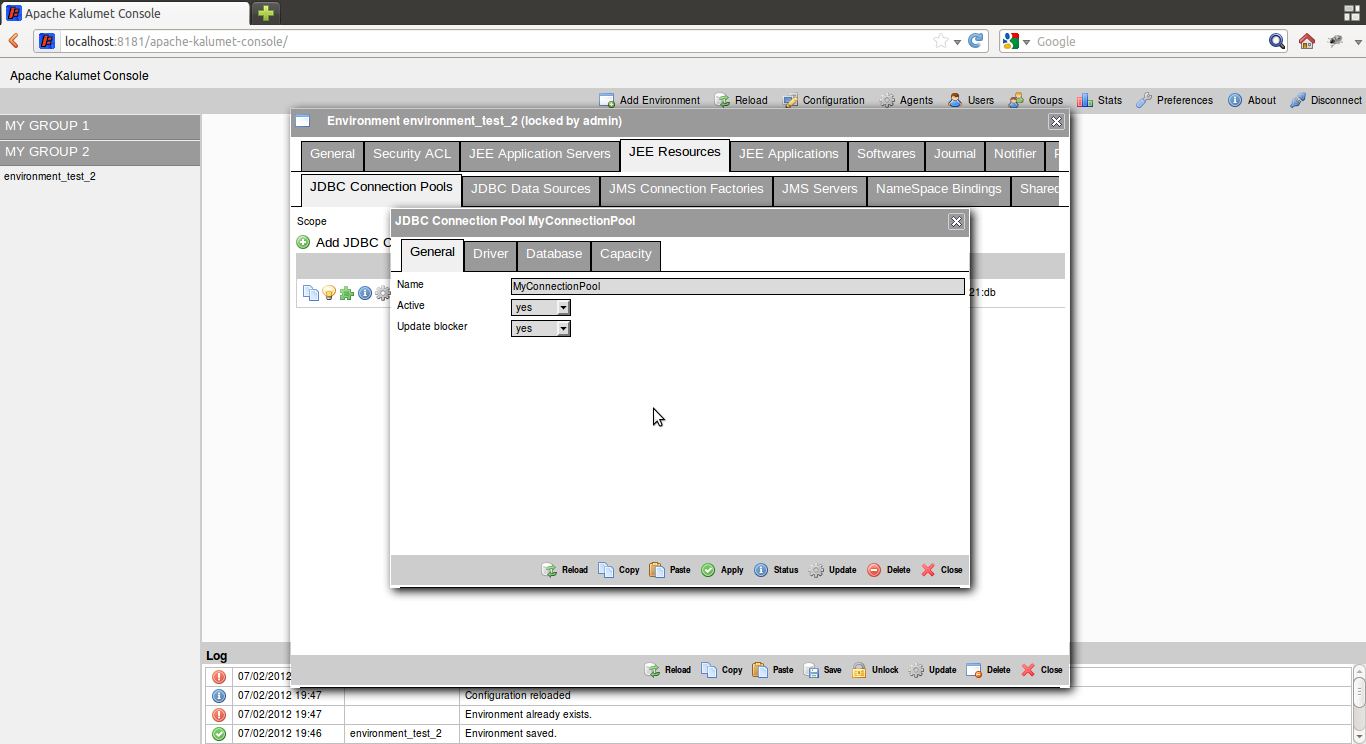 Apache Kalumet Console
localhost:8181/apache-kalumet-console/
Google
Apache Kalumet Console
Add Environment Reload Configuration Agents Users Groups Stats Preferences About Disconnect
MY GROUP 1
MY GROUP 2
environment_test_2
Environment environment_test_2 (locked by admin)
General Security ACL JEE Application Servers JEE Resources JEE Applications Softwares Journal Notifier
JDBC Connection Pools JDBC Data Sources JMS Connection Factories JMS Servers NameSpace Bindings Shared
Scope
Add JDBC C
21:db
JDBC Connection Pool MyConnectionPool
General Driver Database Capacity
Name MyConnectionPool
Active yes
Update blocker yes
Reload Copy Paste Apply Status Update Delete Close
Reload Copy Paste Save Unlock Update Delete Close
Log
07/02/2012
07/02/2012 19:47 Configuration reloaded
07/02/2012 19:47 Environment already exists.
07/02/2012 19:46 environment_test_2 Environment saved.